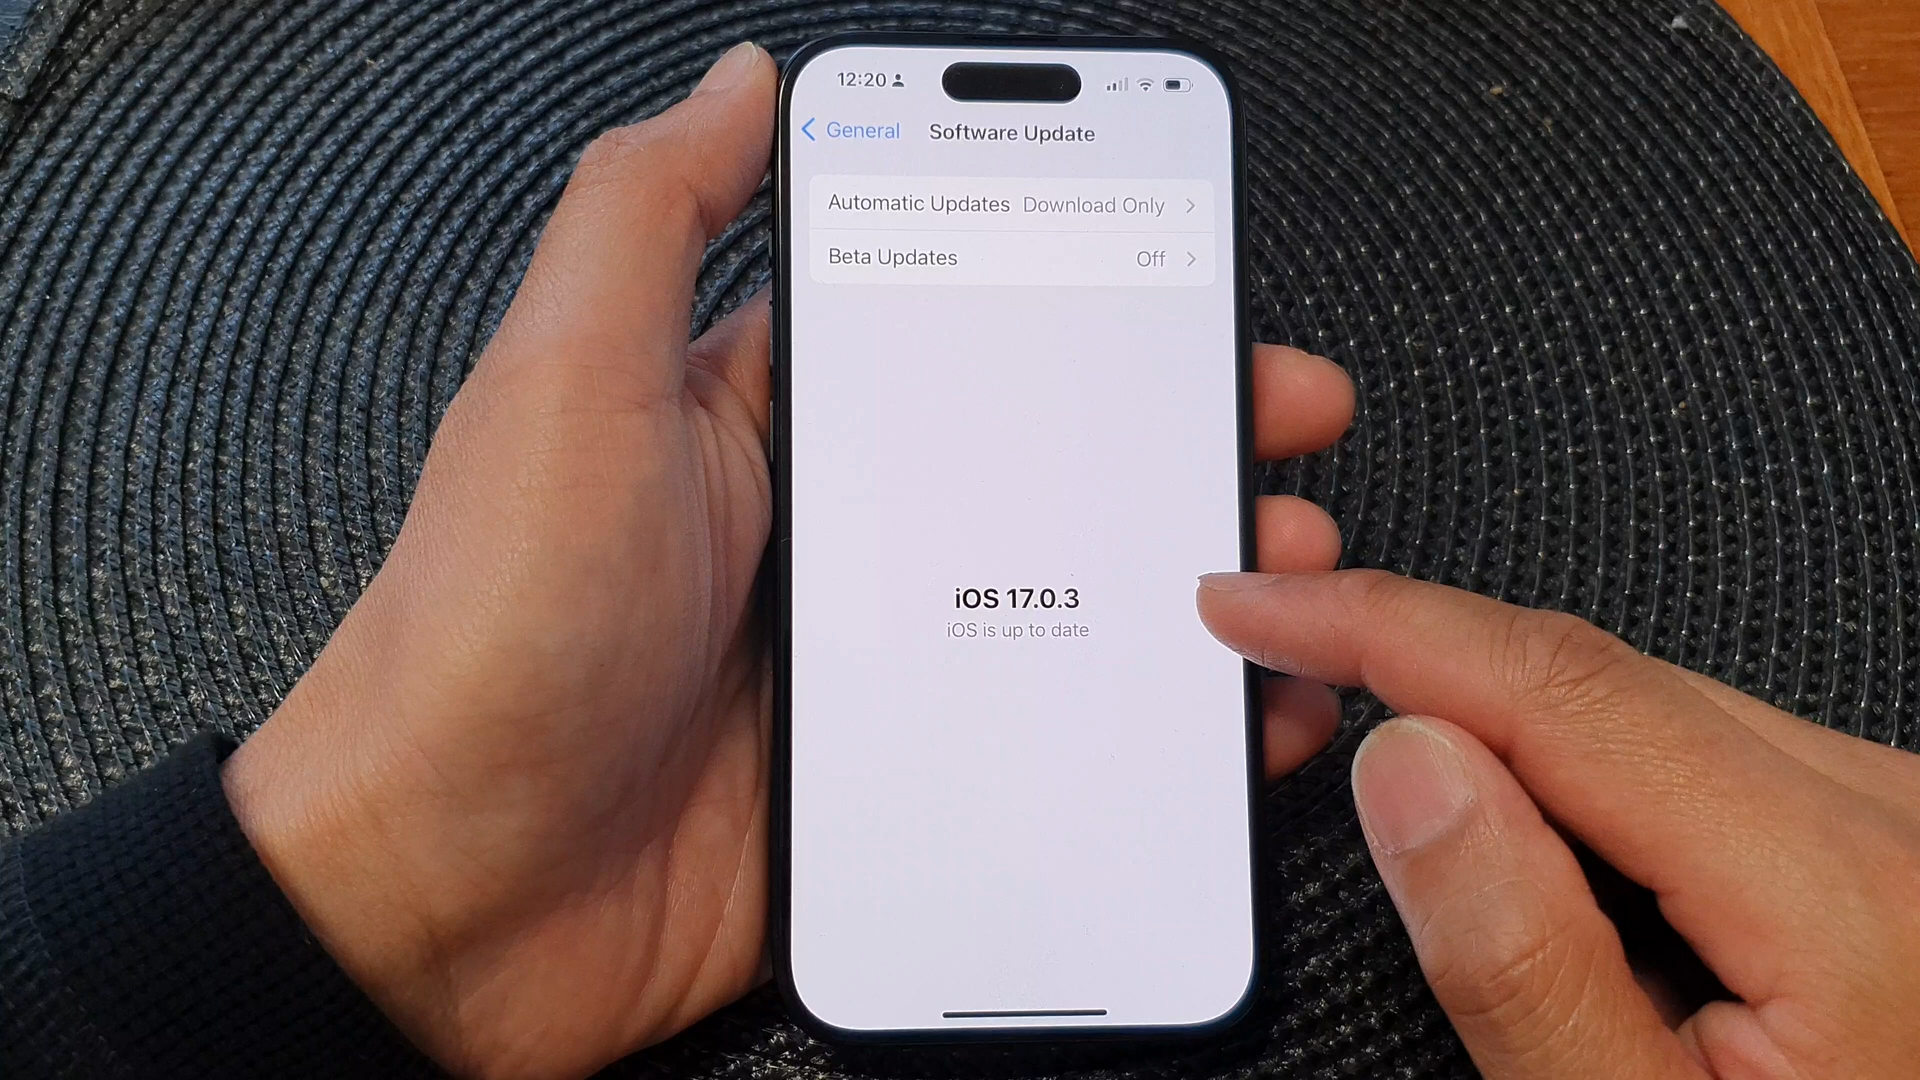 12:20
General Software Update
Automatic Updates Download Only
Beta Updates Off
iOS 17.0.3
iOS is up to date